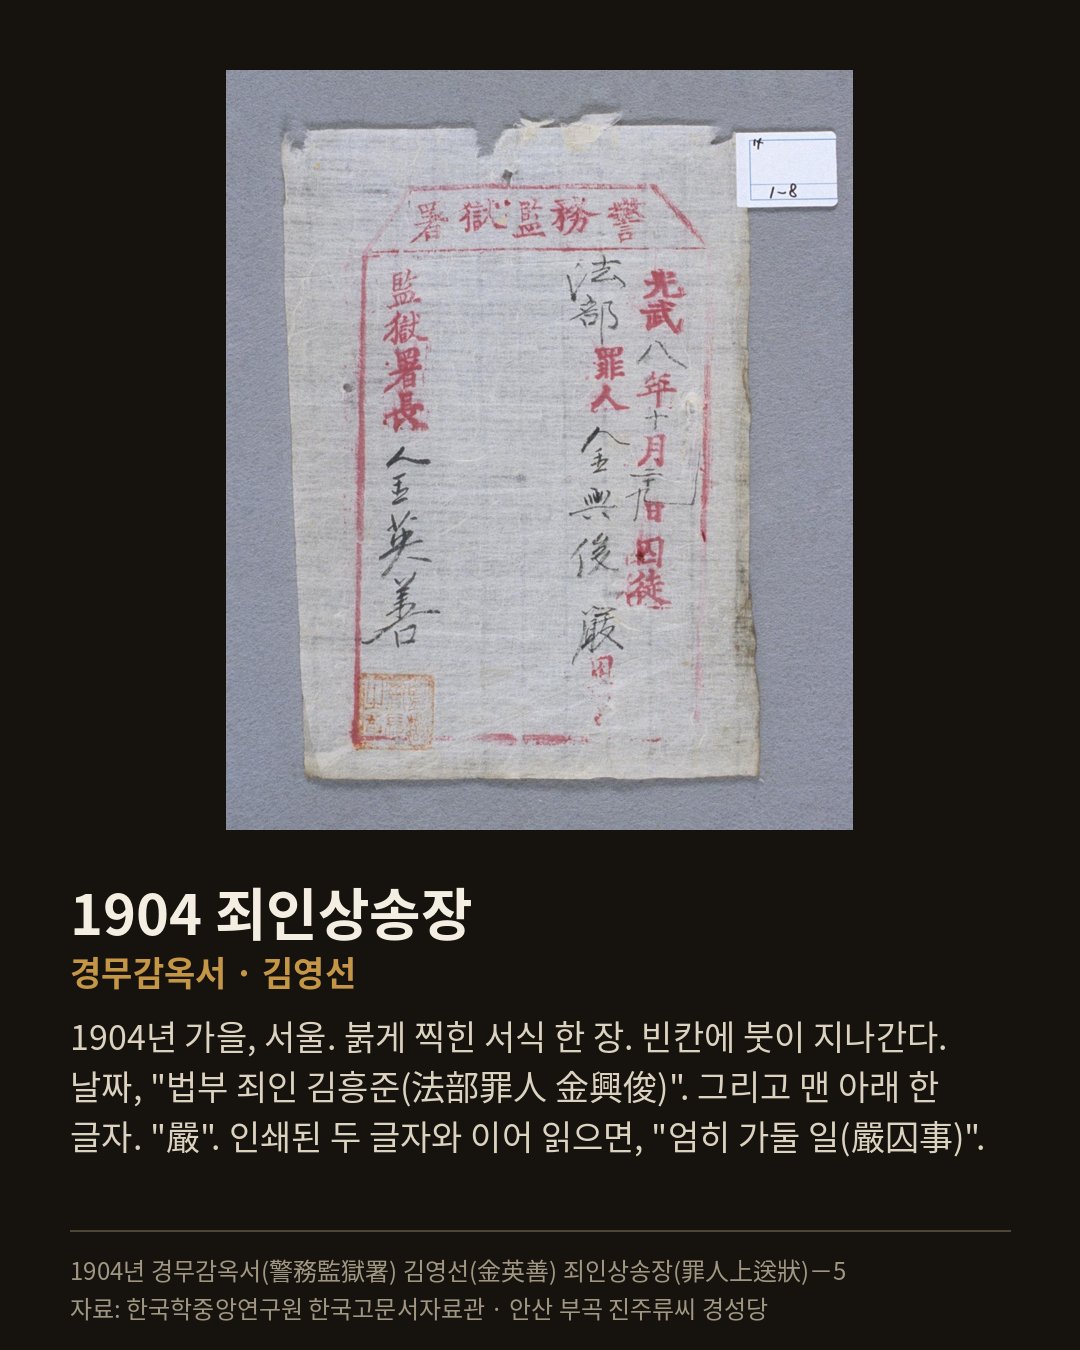 警務監獄署
光武八年十月二十九日 囚徒
法部罪人 金興俊 嚴囚
監獄署長 金英善
1-8
1904 죄인상송장
경무감옥서 · 김영선
1904년 가을, 서울. 붉게 찍힌 서식 한 장. 빈칸에 붓이 지나간다.
날짜, "법부 죄인 김흥준(法部罪人 金興俊)". 그리고 맨 아래 한
글자. "嚴". 인쇄된 두 글자와 이어 읽으면, "엄히 가둘 일(嚴囚事)".
1904년 경무감옥서(警務監獄署) 김영선(金英善) 죄인상송장(罪人上送狀)－5
자료: 한국학중앙연구원 한국고문서자료관 · 안산 부곡 진주류씨 경성당